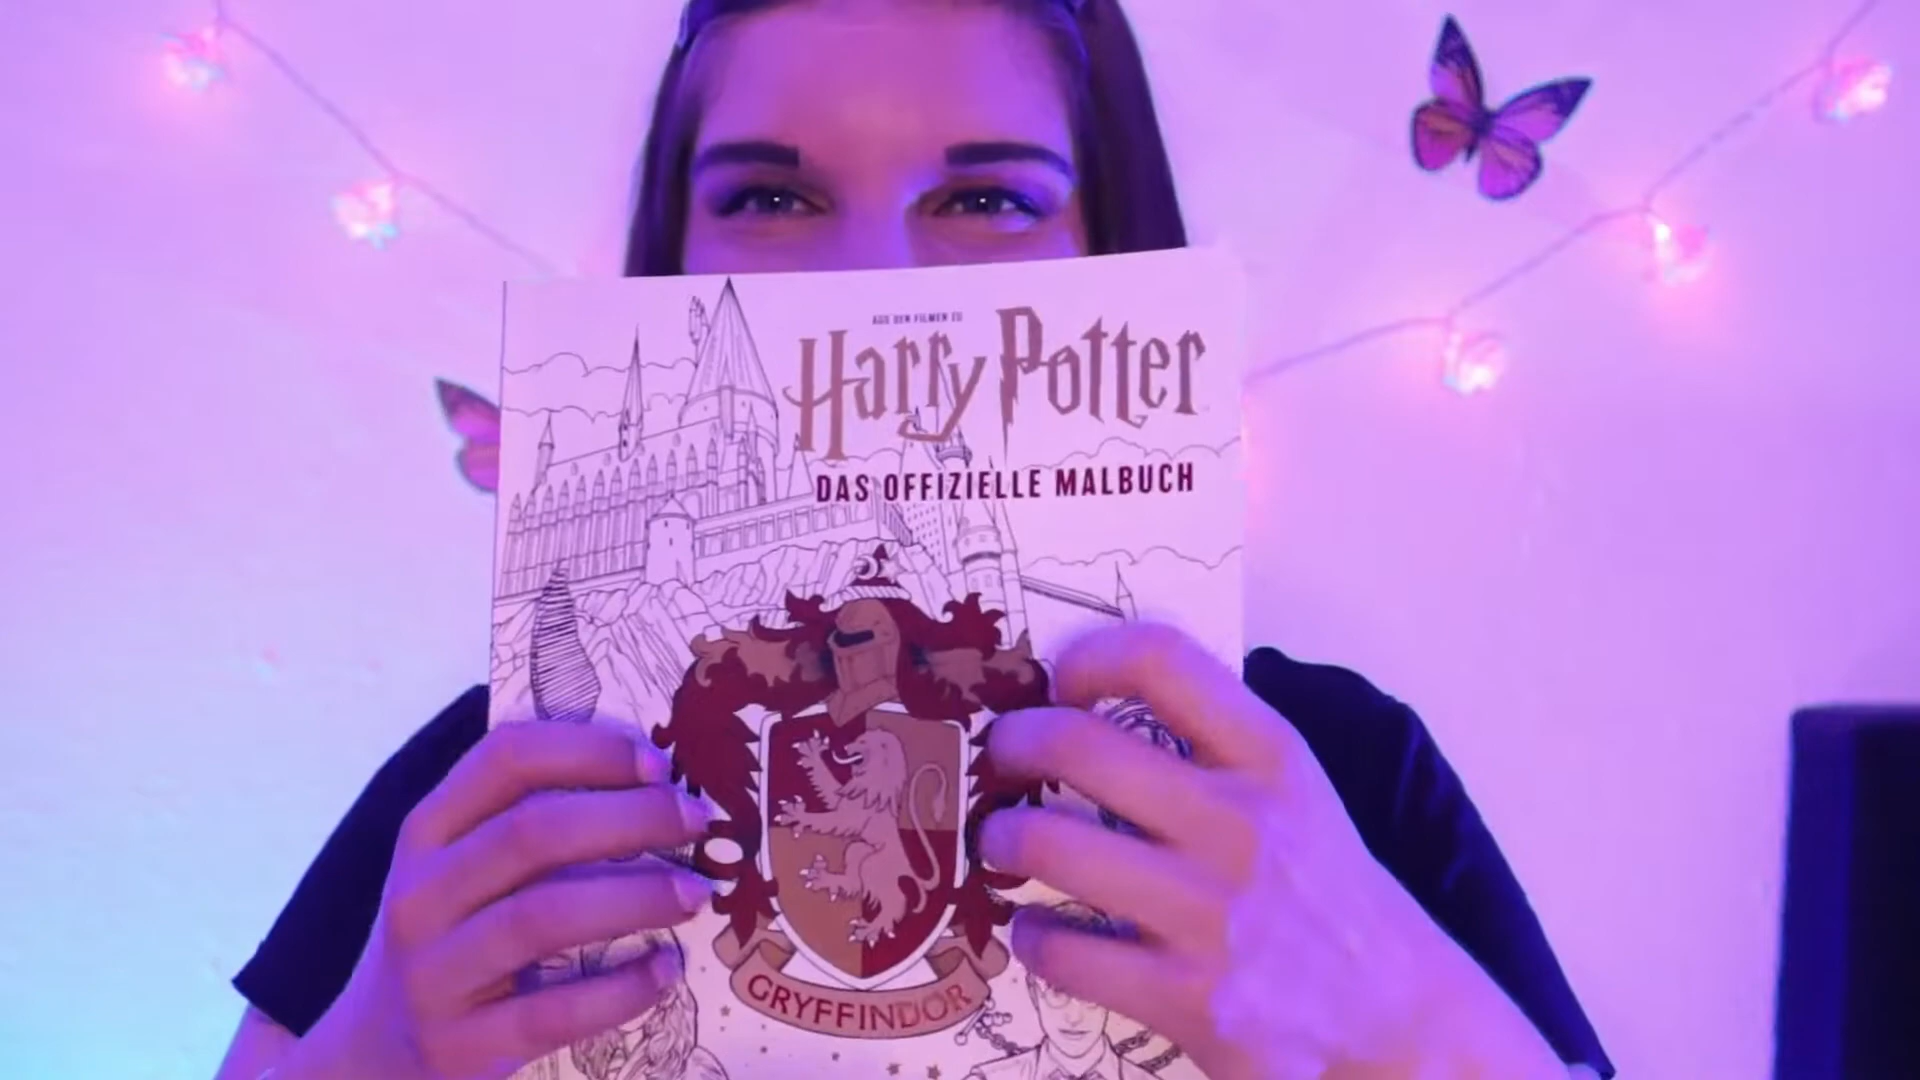 AUS DEN FILMEN ZU
Harry Potter
DAS OFFIZIELLE MALBUCH
GRYFFINDOR